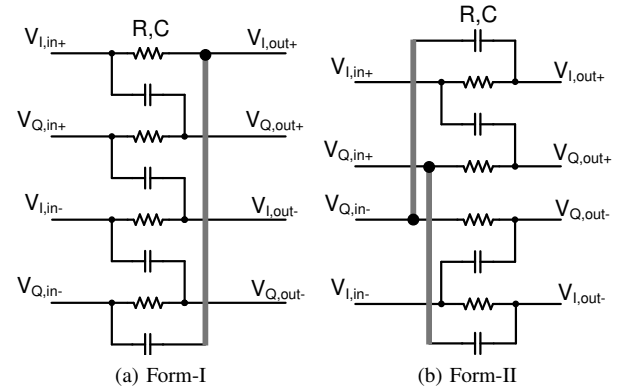 R,C
V_I,in+
V_I,out+
V_Q,in+
V_Q,out+
V_I,in-
V_I,out-
V_Q,in-
V_Q,out-
(a) Form-I
R,C
V_I,in+
V_I,out+
V_Q,in+
V_Q,out+
V_Q,in-
V_Q,out-
V_I,in-
V_I,out-
(b) Form-II